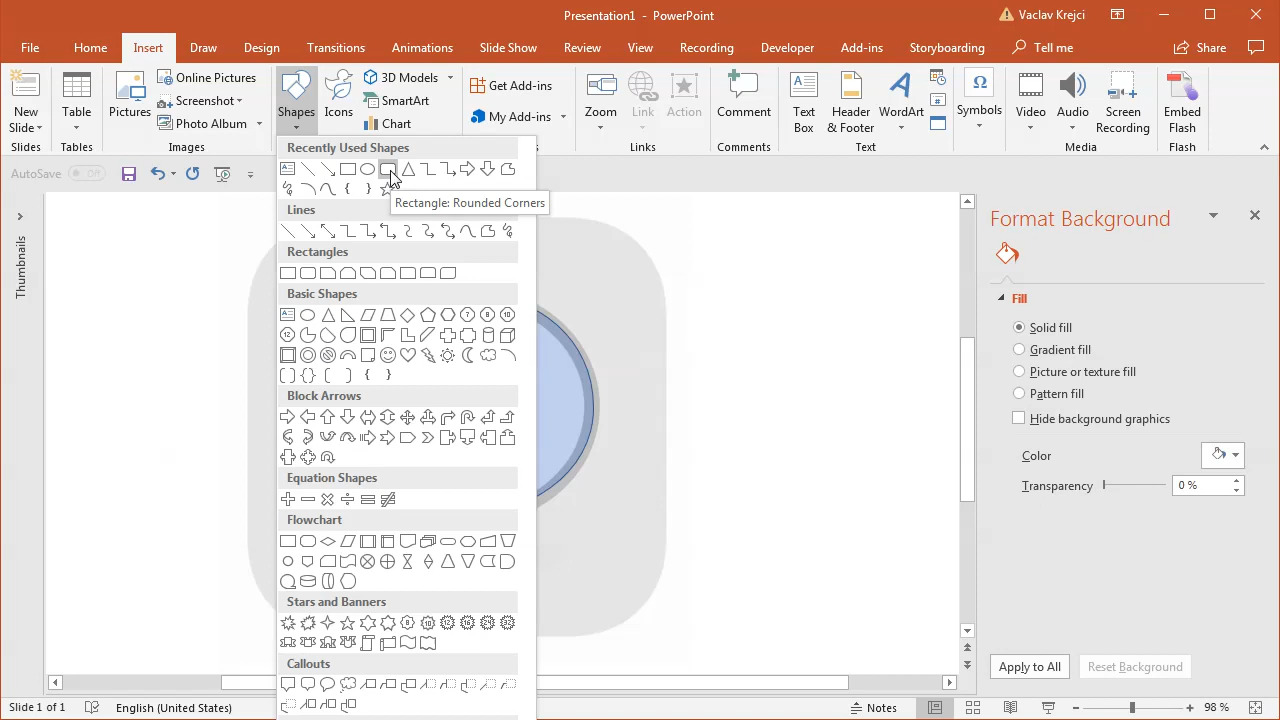 Presentation1 - PowerPoint
Vaclav Krejci
File Home Insert Draw Design Transitions Animations Slide Show Review View Recording Developer Add-ins Storyboarding Tell me Share
New Slide
Slides
Table
Tables
Pictures
Online Pictures
Screenshot
Photo Album
Images
Shapes
Icons
3D Models
SmartArt
Chart
Get Add-ins
My Add-ins
Zoom
Link
Action
Links
Comment
Comments
Text Box
Header & Footer
WordArt
Symbols
Video
Audio
Screen Recording
Media
Embed Flash
Flash
AutoSave Off
Recently Used Shapes
Rectangle: Rounded Corners
Lines
Rectangles
Basic Shapes
Block Arrows
Equation Shapes
Flowchart
Stars and Banners
Callouts
Thumbnails
Format Background
Fill
Solid fill
Gradient fill
Picture or texture fill
Pattern fill
Hide background graphics
Color
Transparency 0 %
Apply to All Reset Background
Slide 1 of 1 English (United States) Notes 98 %